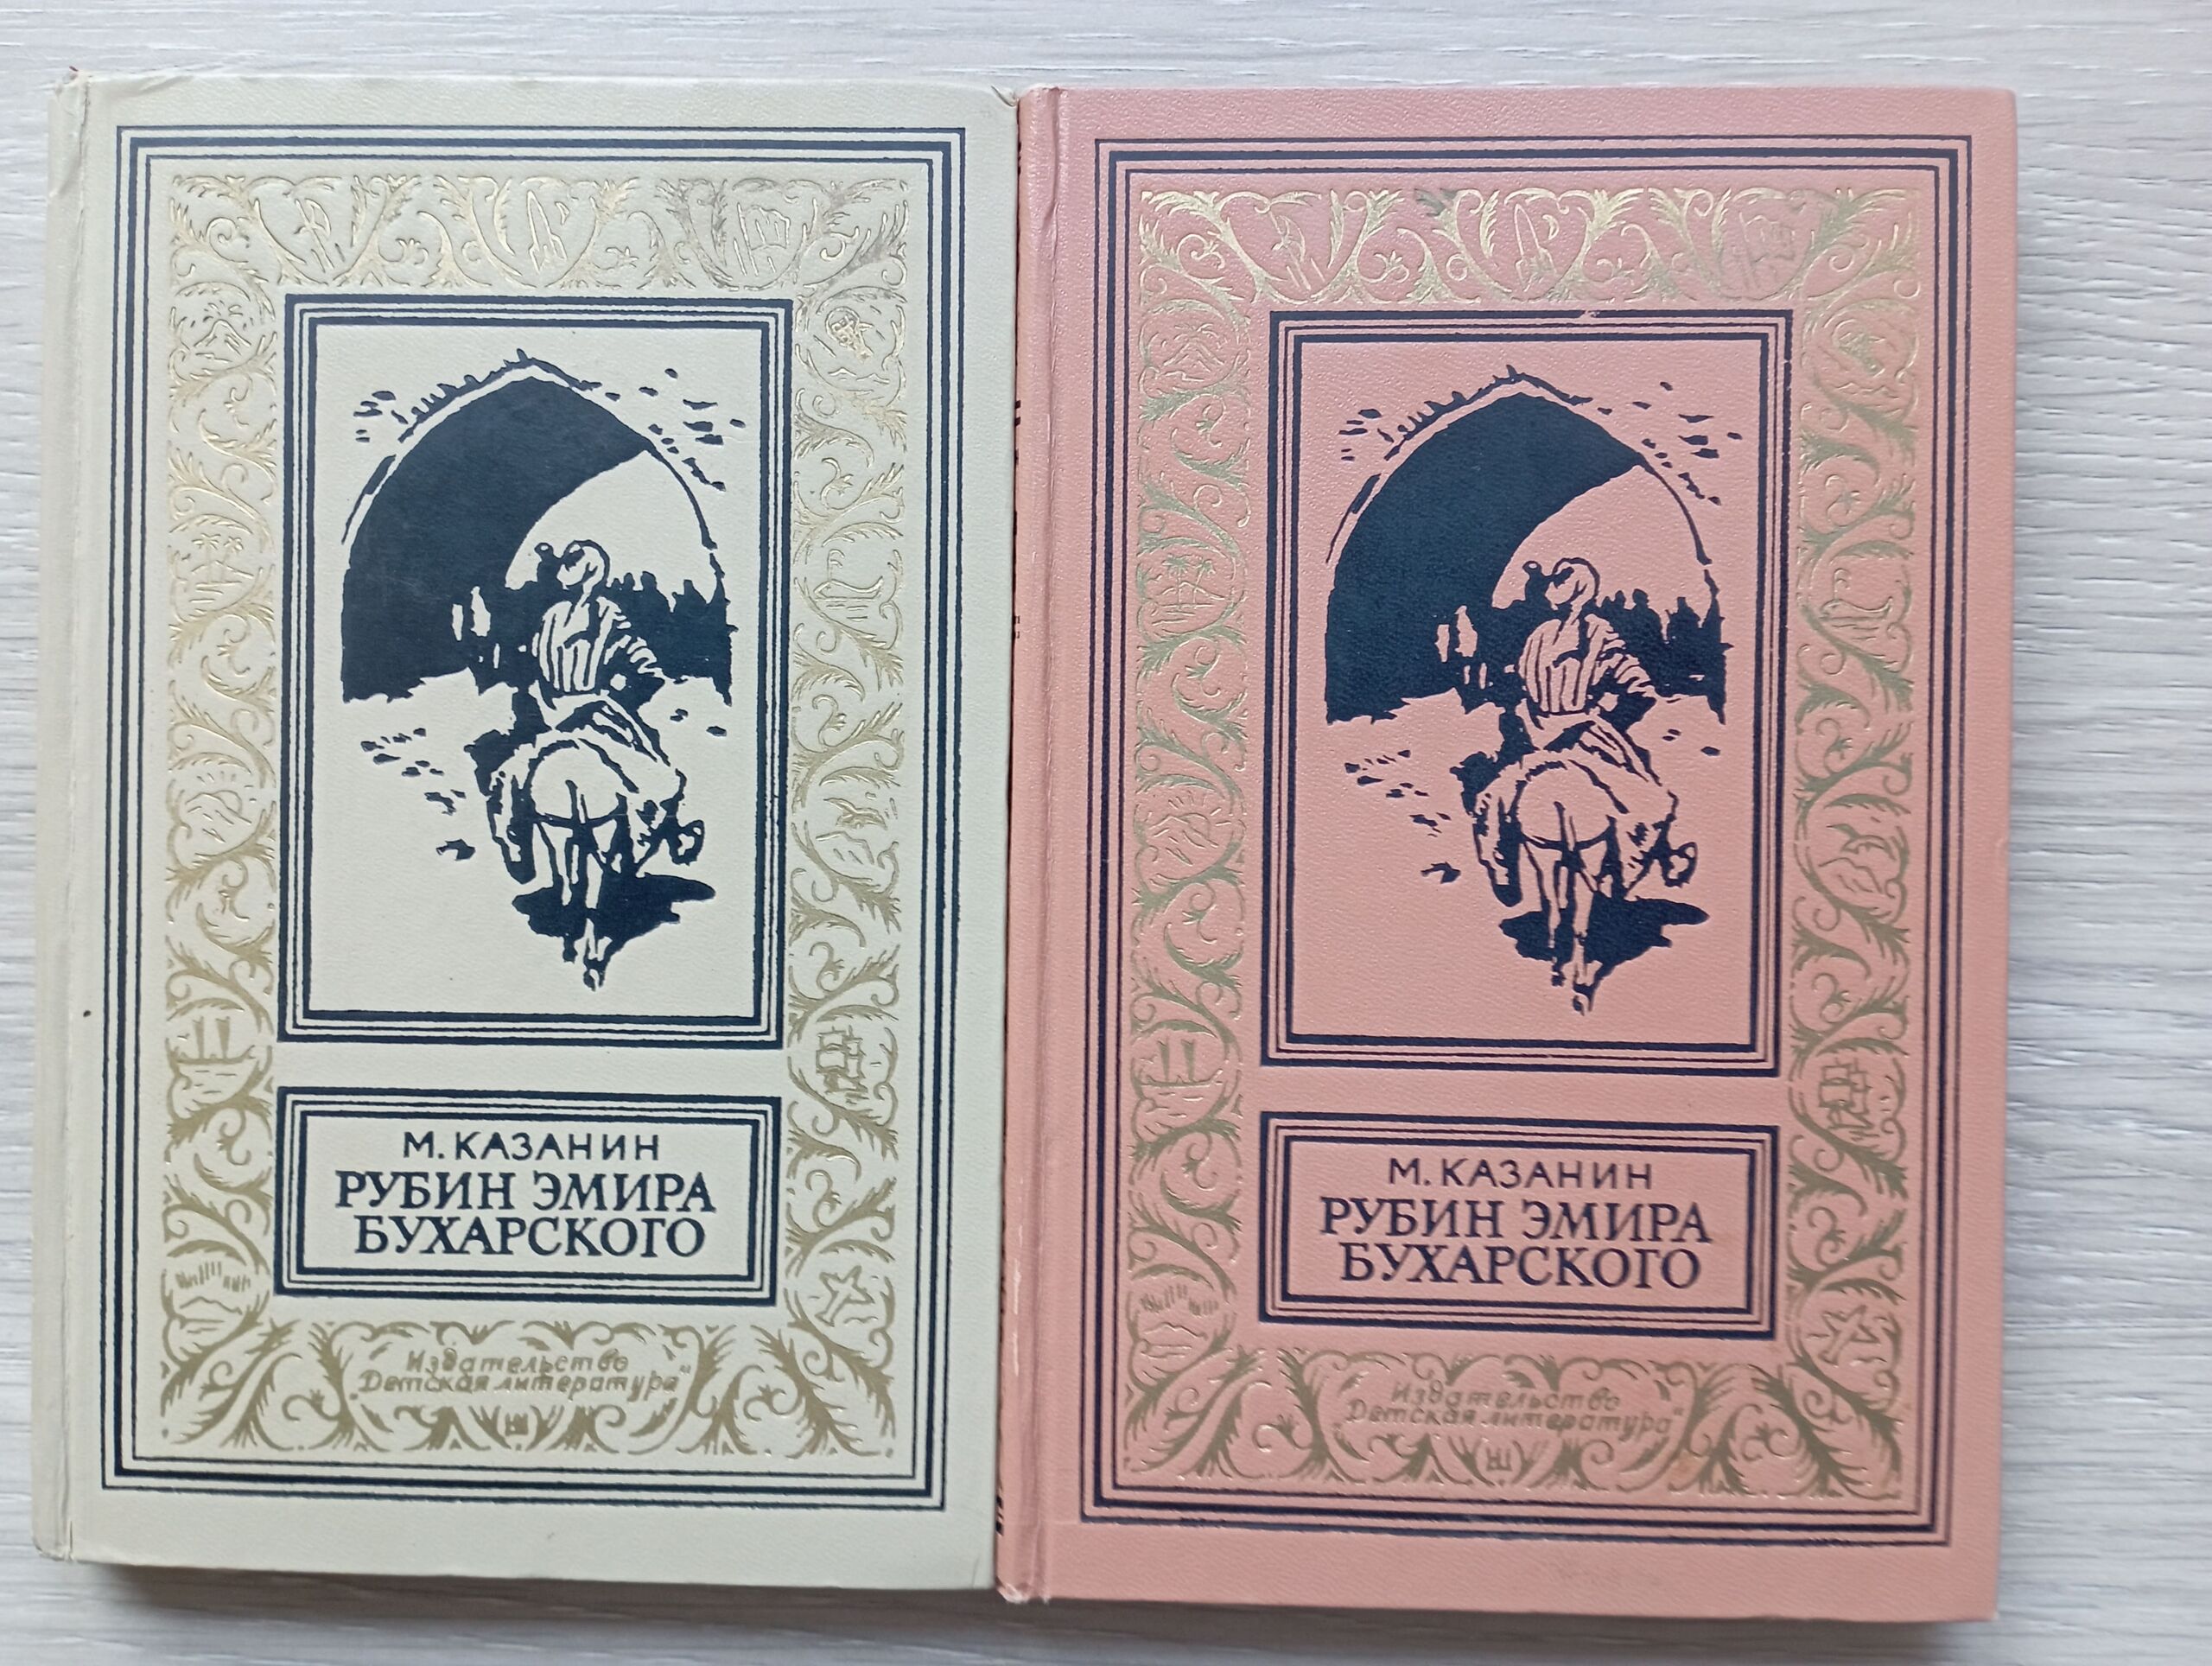 М. КАЗАНИН
РУБИН ЭМИРА
БУХАРСКОГО
Издательство
„Детская литература"
М. КАЗАНИН
РУБИН ЭМИРА
БУХАРСКОГО
Издательство
„Детская литература"